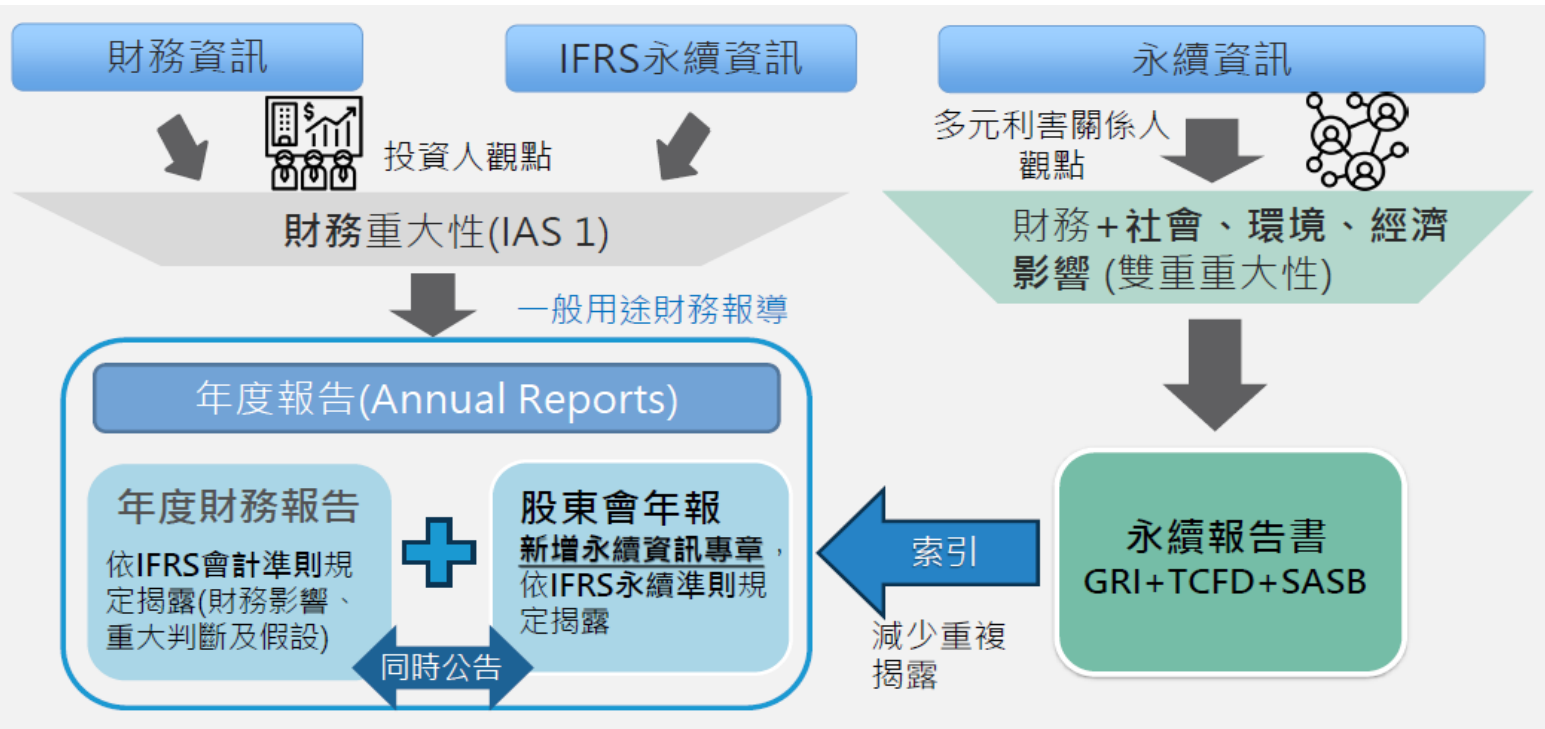 財務資訊
IFRS永續資訊
永續資訊
投資人觀點
多元利害關係人
觀點
財務重大性(IAS 1)
財務+社會、環境、經濟
影響 (雙重重大性)
一般用途財務報導
年度報告(Annual Reports)
年度財務報告
依IFRS會計準則規
定揭露(財務影響、
重大判斷及假設)
股東會年報
新增永續資訊專章，
依IFRS永續準則規
定揭露
同時公告
索引
減少重複
揭露
永續報告書
GRI+TCFD+SASB